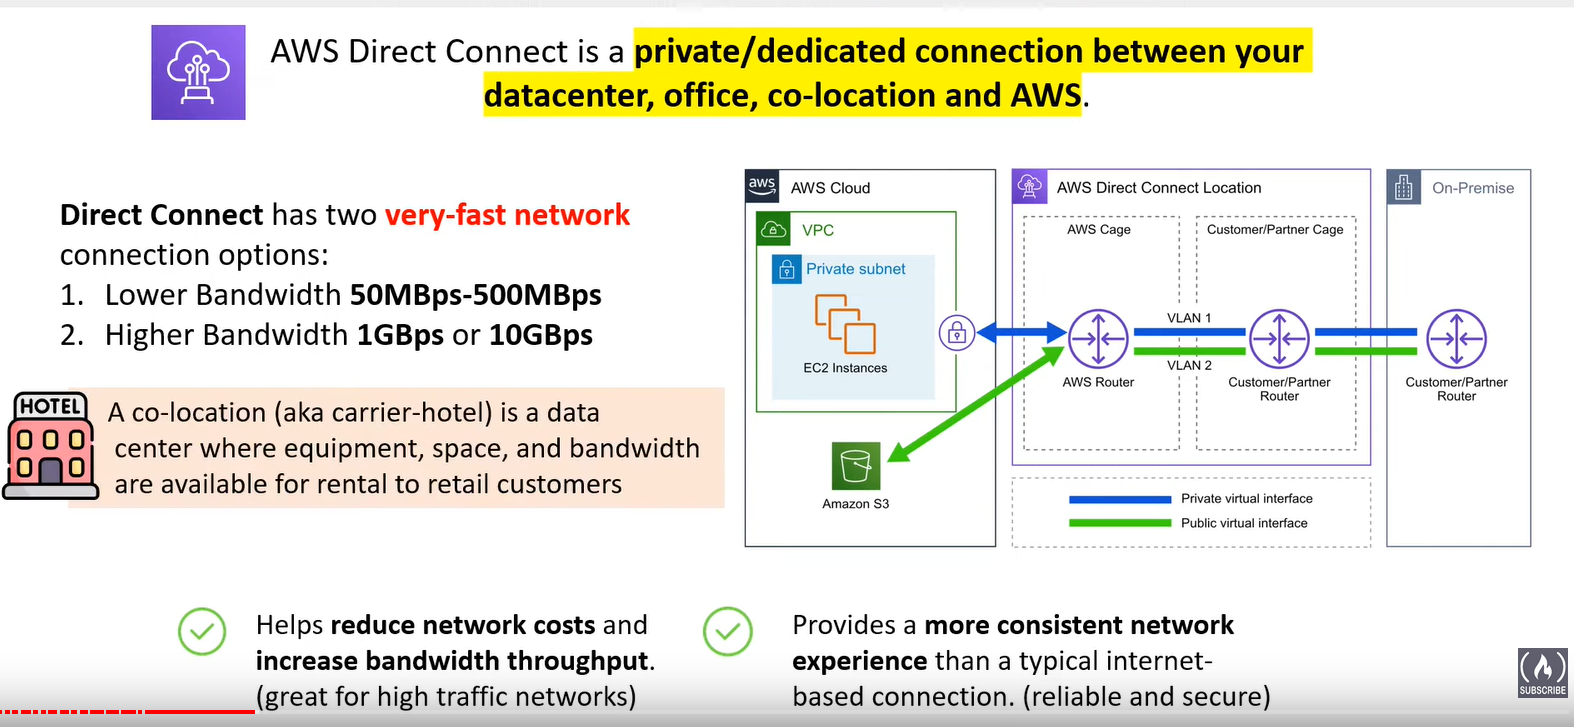 AWS Direct Connect is a private/dedicated connection between your
datacenter, office, co-location and AWS.
Direct Connect has two very-fast network
connection options:
1. Lower Bandwidth 50MBps-500MBps
2. Higher Bandwidth 1GBps or 10GBps
HOTEL
A co-location (aka carrier-hotel) is a data
center where equipment, space, and bandwidth
are available for rental to retail customers
aws
AWS Cloud
VPC
Private subnet
EC2 Instances
Amazon S3
AWS Direct Connect Location
AWS Cage
Customer/Partner Cage
VLAN 1
VLAN 2
AWS Router
Customer/Partner
Router
On-Premise
Customer/Partner
Router
Private virtual interface
Public virtual interface
Helps reduce network costs and
increase bandwidth throughput.
(great for high traffic networks)
Provides a more consistent network
experience than a typical internet-
based connection. (reliable and secure)
SUBSCRIBE